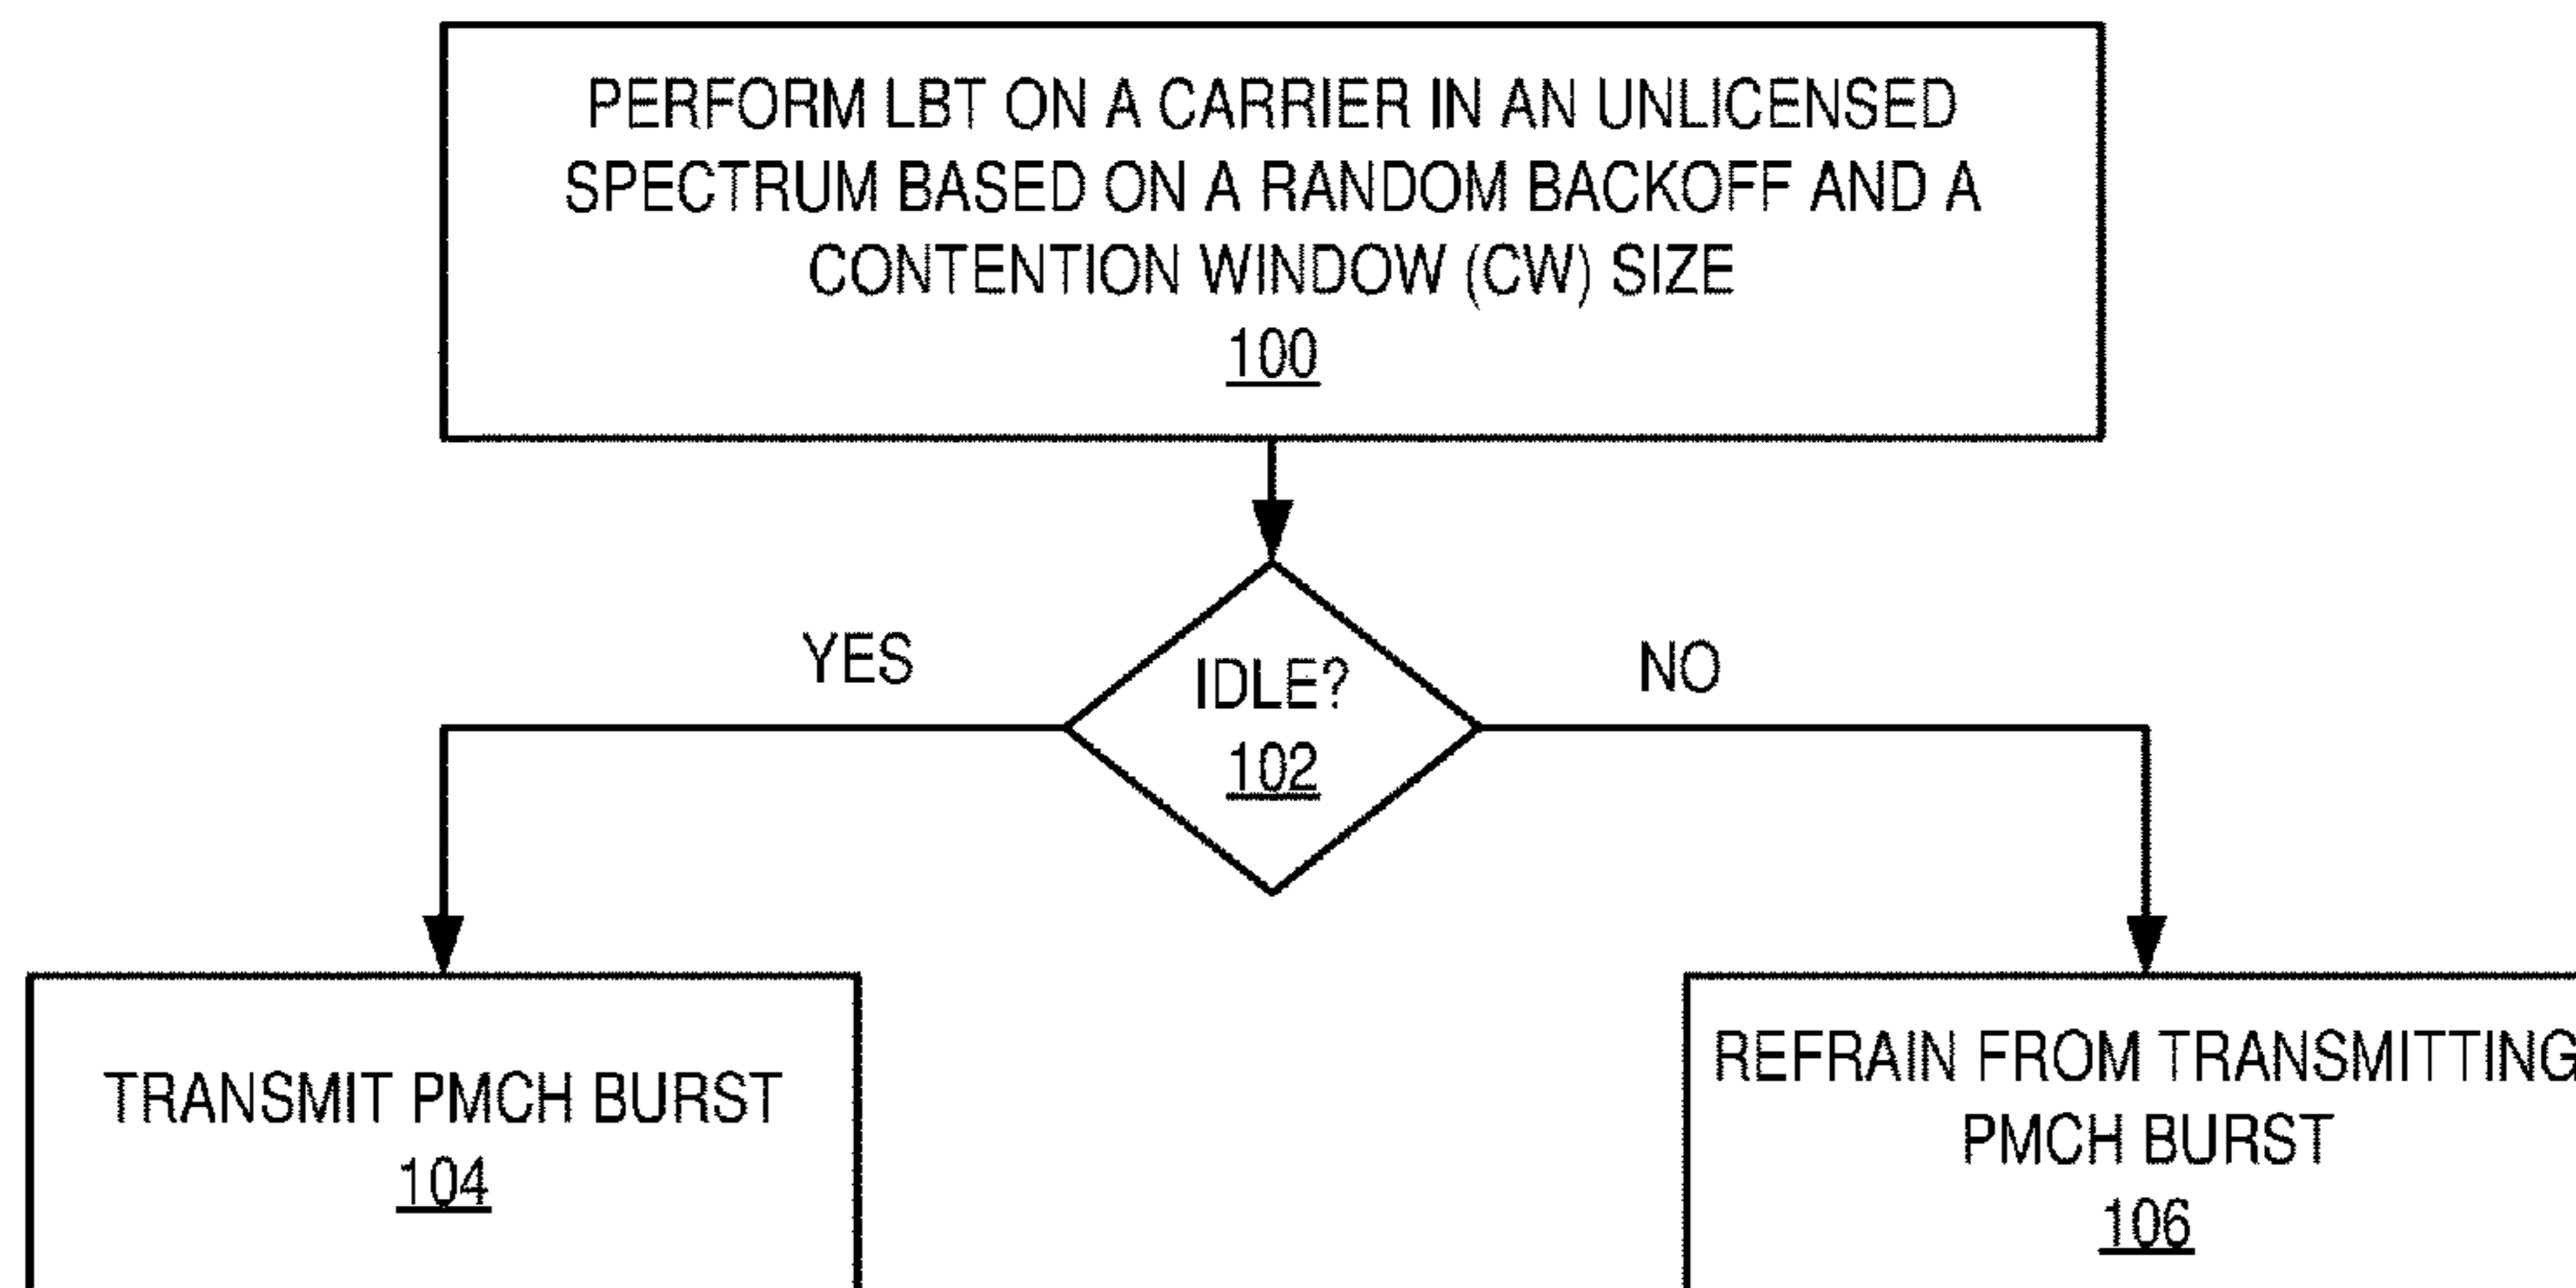 PERFORM LBT ON A CARRIER IN AN UNLICENSED
SPECTRUM BASED ON A RANDOM BACKOFF AND A
CONTENTION WINDOW (CW) SIZE
100
YES
IDLE?
NO
102
TRANSMIT PMCH BURST
104
REFRAIN FROM TRANSMITTING
PMCH BURST
106